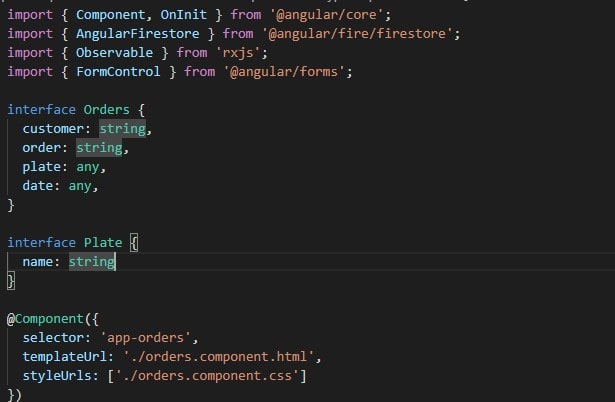 import { Component, OnInit } from '@angular/core';
import { AngularFirestore } from '@angular/fire/firestore';
import { Observable } from 'rxjs';
import { FormControl } from '@angular/forms';
interface Orders {
customer: string,
order: string,
plate: any,
date: any,
}
interface Plate {
name: string
}
@Component({
selector: 'app-orders',
templateUrl: './orders.component.html',
styleUrls: ['./orders.component.css']
})